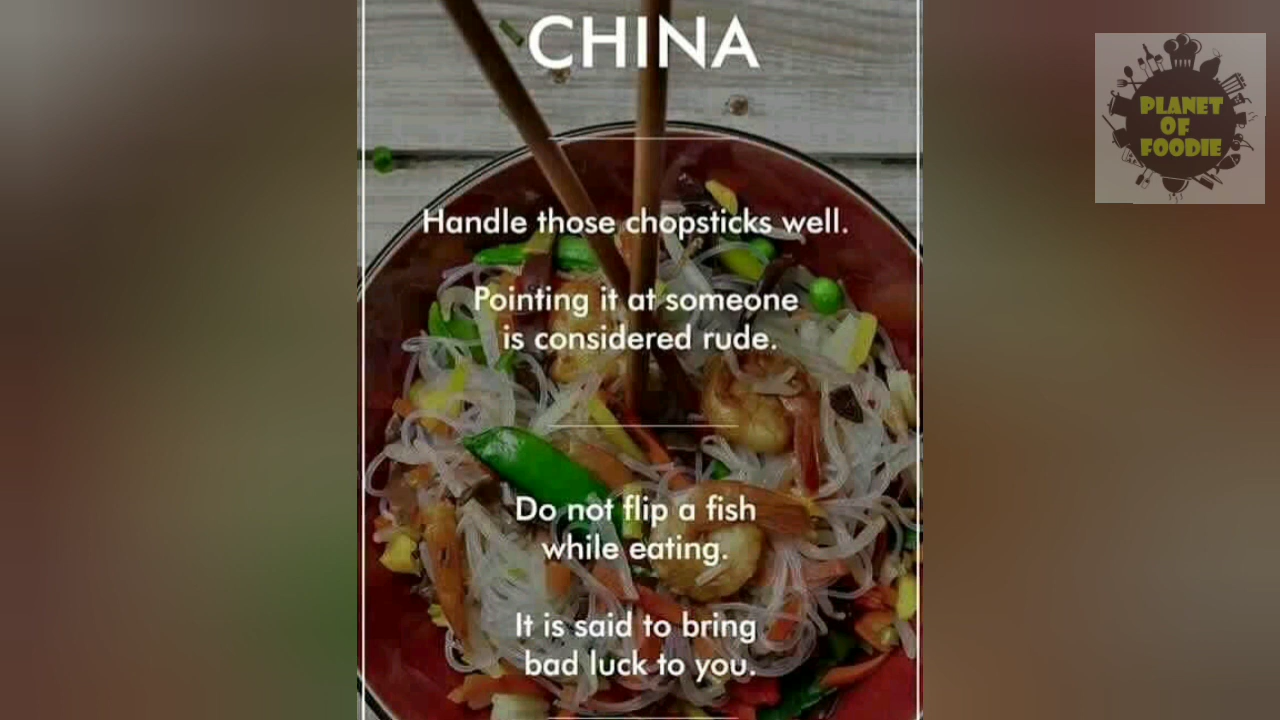 CHINA
PLANET
OF
FOODIE
Handle those chopsticks well.
Pointing it at someone
is considered rude.
Do not flip a fish
while eating.
It is said to bring
bad luck to you.